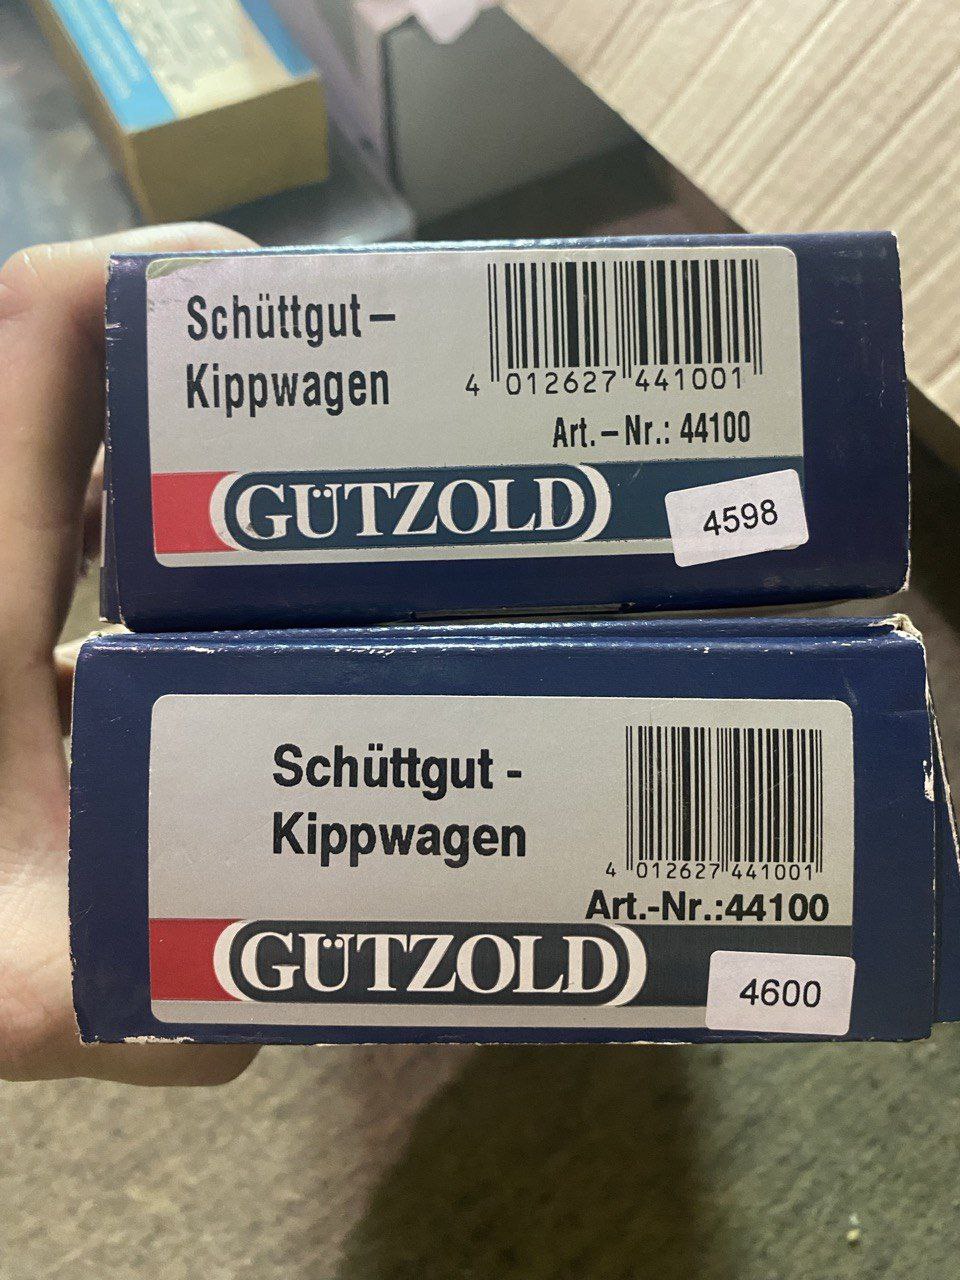 Schüttgut–
Kippwagen
4 012627 441001
Art.–Nr.: 44100
GÜTZOLD
4598
Schüttgut -
Kippwagen
4 012627 441001
Art.-Nr.:44100
GÜTZOLD
4600